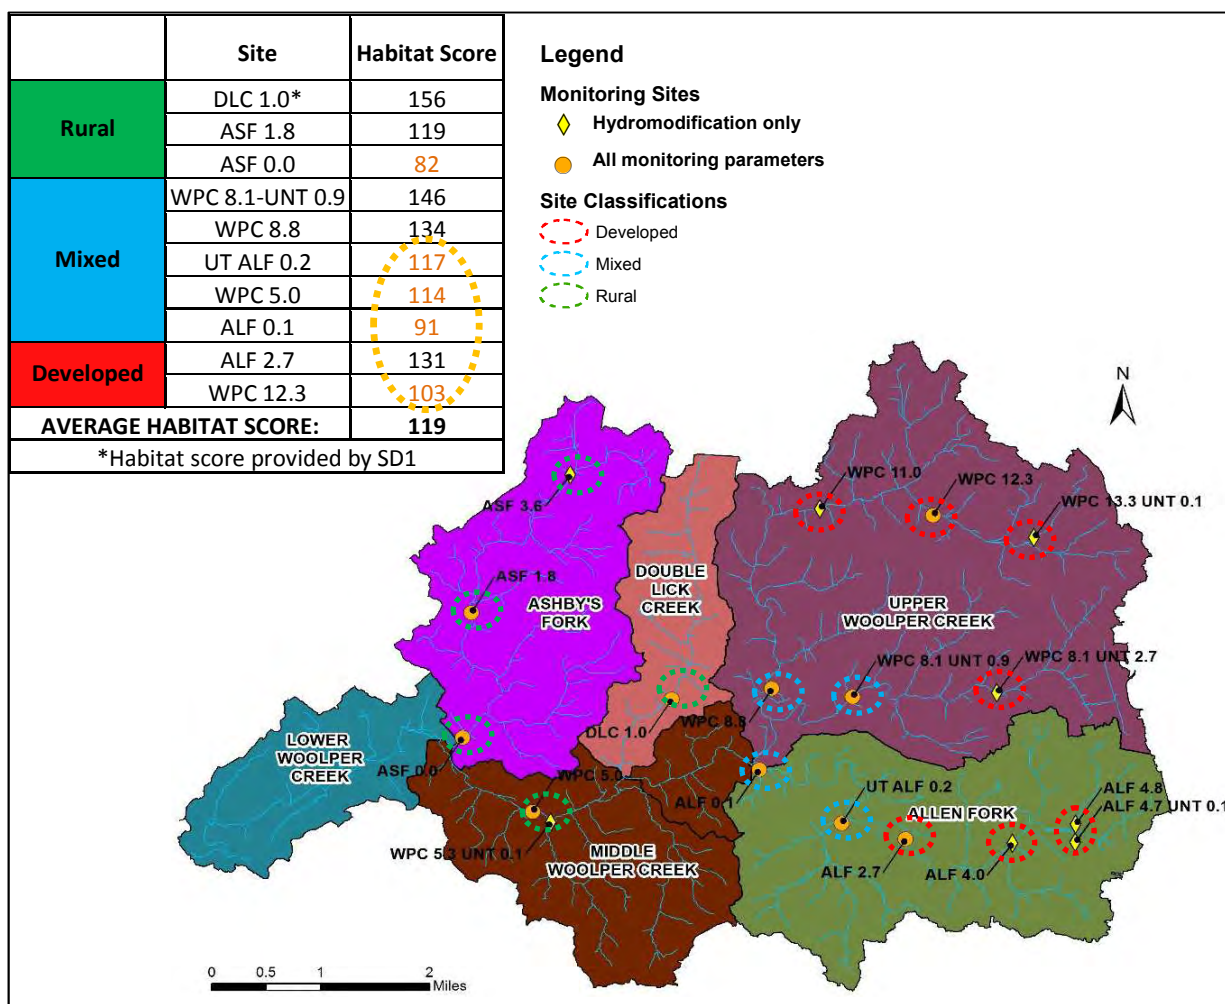 Site Habitat Score
Rural
DLC 1.0* 156
ASF 1.8 119
ASF 0.0 82
Mixed
WPC 8.1-UNT 0.9 146
WPC 8.8 134
UT ALF 0.2 117
WPC 5.0 114
ALF 0.1 91
Developed
ALF 2.7 131
WPC 12.3 103
AVERAGE HABITAT SCORE: 119
*Habitat score provided by SD1
Legend
Monitoring Sites
Hydromodification only
All monitoring parameters
Site Classifications
Developed
Mixed
Rural
N
WPC 11.0
WPC 12.3
WPC 13.3 UNT 0.1
ASF 3.6
ASF 1.8
ASHBY'S
FORK
DOUBLE
LICK
CREEK
UPPER
WOOLPER CREEK
WPC 8.1 UNT 0.9
WPC 8.1 UNT 2.7
WPC 8.8
DLC 1.0
LOWER
WOOLPER
CREEK
ASF 0.0
WPC 5.0
ALF 0.1
UT ALF 0.2
ALLEN FORK
ALF 4.8
ALF 4.7 UNT 0.1
WPC 5.3 UNT 0.1
MIDDLE
WOOLPER CREEK
ALF 2.7
ALF 4.0
0 0.5 1 2
Miles